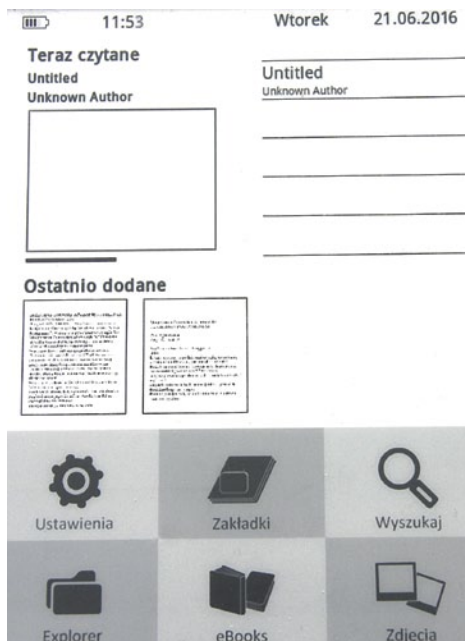 11:53 Wtorek 21.06.2016
Teraz czytane
Untitled
Unknown Author
Untitled
Unknown Author
Ostatnio dodane
Ustawienia Zakładki Wyszukaj
Explorer eBooks Zdjęcia